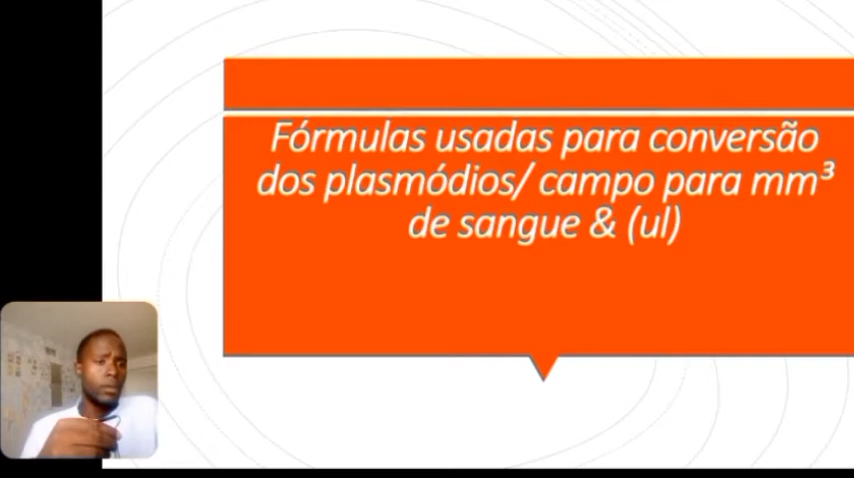 Fórmulas usadas para conversão
dos plasmódios/ campo para mm³
de sangue & (ul)